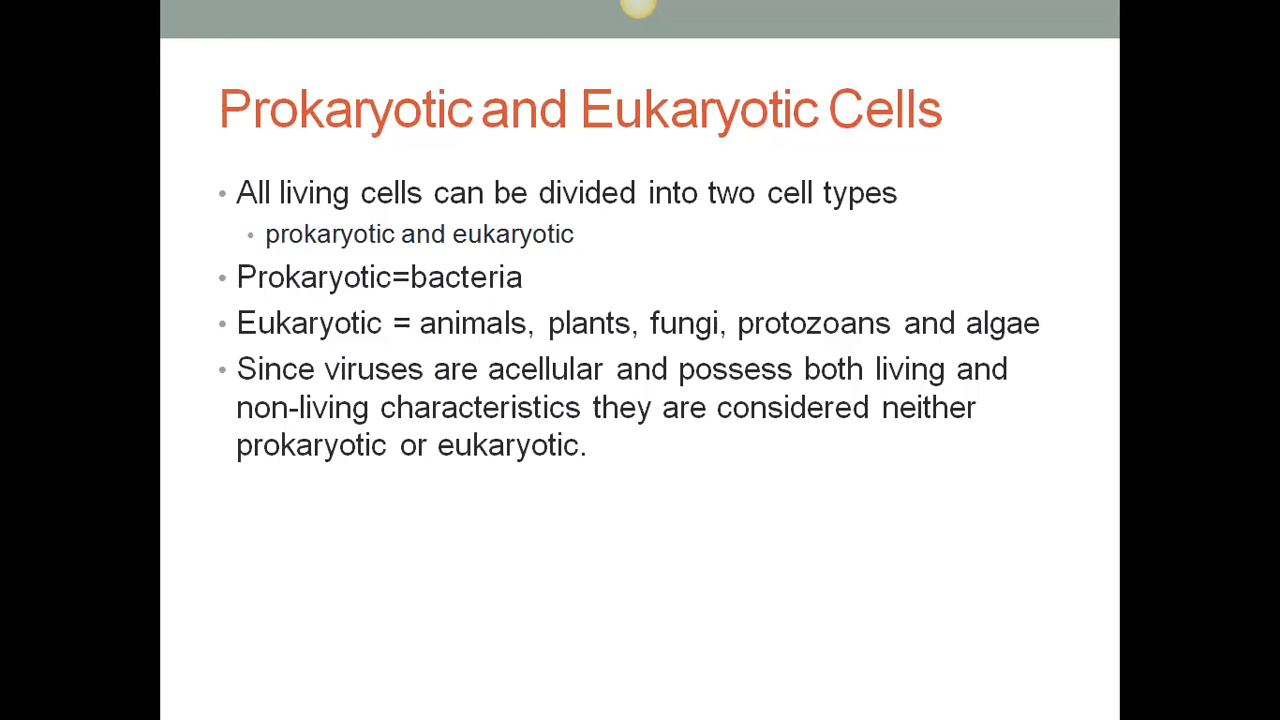 Prokaryotic and Eukaryotic Cells
• All living cells can be divided into two cell types
• prokaryotic and eukaryotic
• Prokaryotic=bacteria
• Eukaryotic = animals, plants, fungi, protozoans and algae
• Since viruses are acellular and possess both living and
non-living characteristics they are considered neither
prokaryotic or eukaryotic.